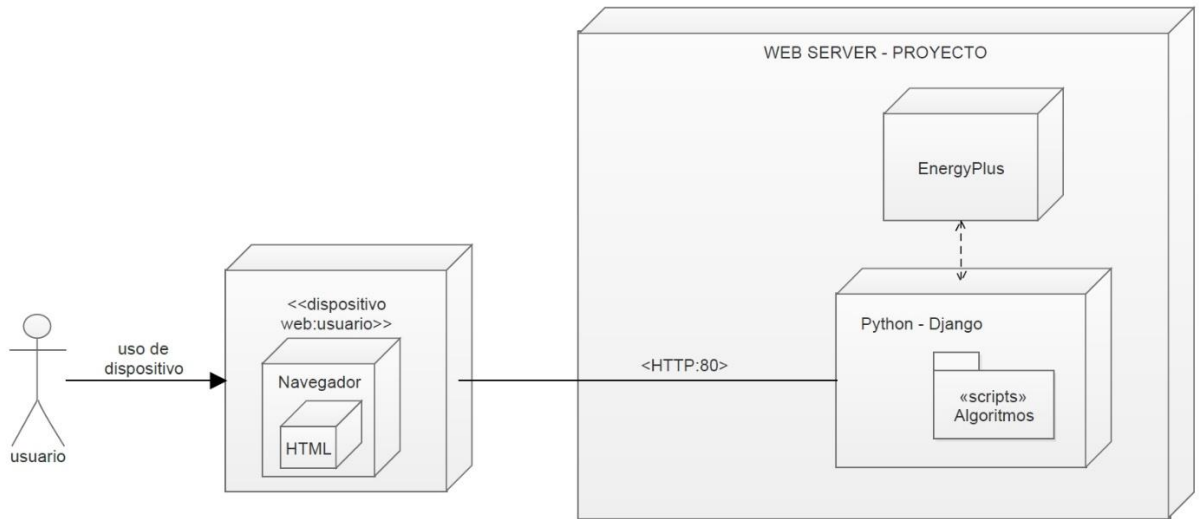 WEB SERVER - PROYECTO
EnergyPlus
<<dispositivo
web:usuario>>
Python - Django
uso de
dispositivo
<HTTP:80>
Navegador
«scripts»
Algoritmos
HTML
usuario